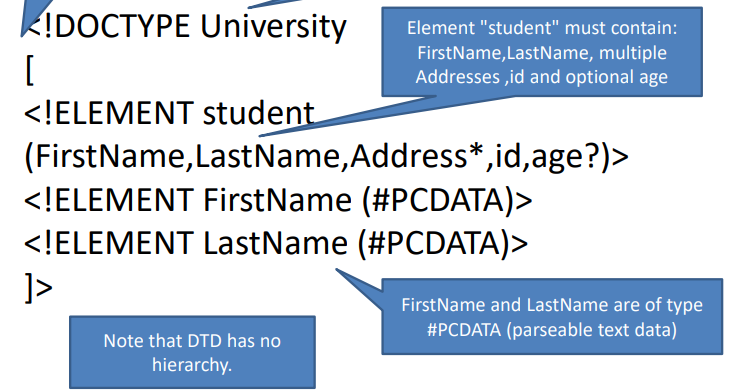 <!DOCTYPE University
[
<!ELEMENT student
(FirstName,LastName,Address*,id,age?)>
<!ELEMENT FirstName (#PCDATA)>
<!ELEMENT LastName (#PCDATA)>
]>
Element "student" must contain:
FirstName,LastName, multiple
Addresses ,id and optional age
FirstName and LastName are of type
#PCDATA (parseable text data)
Note that DTD has no
hierarchy.